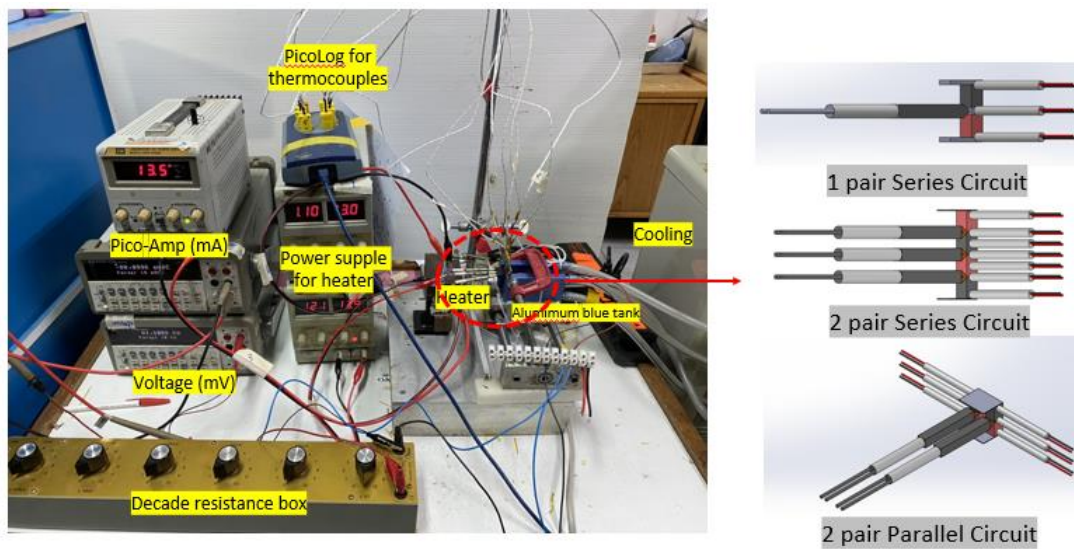 PicoLog for
thermocouples
13.5
Pico-Amp (mA)
1.10
Power supple
for heater
12.1
Voltage (mV)
Heater
Cooling
Aluminum blue tank
Decade resistance box
1 pair Series Circuit
2 pair Series Circuit
2 pair Parallel Circuit